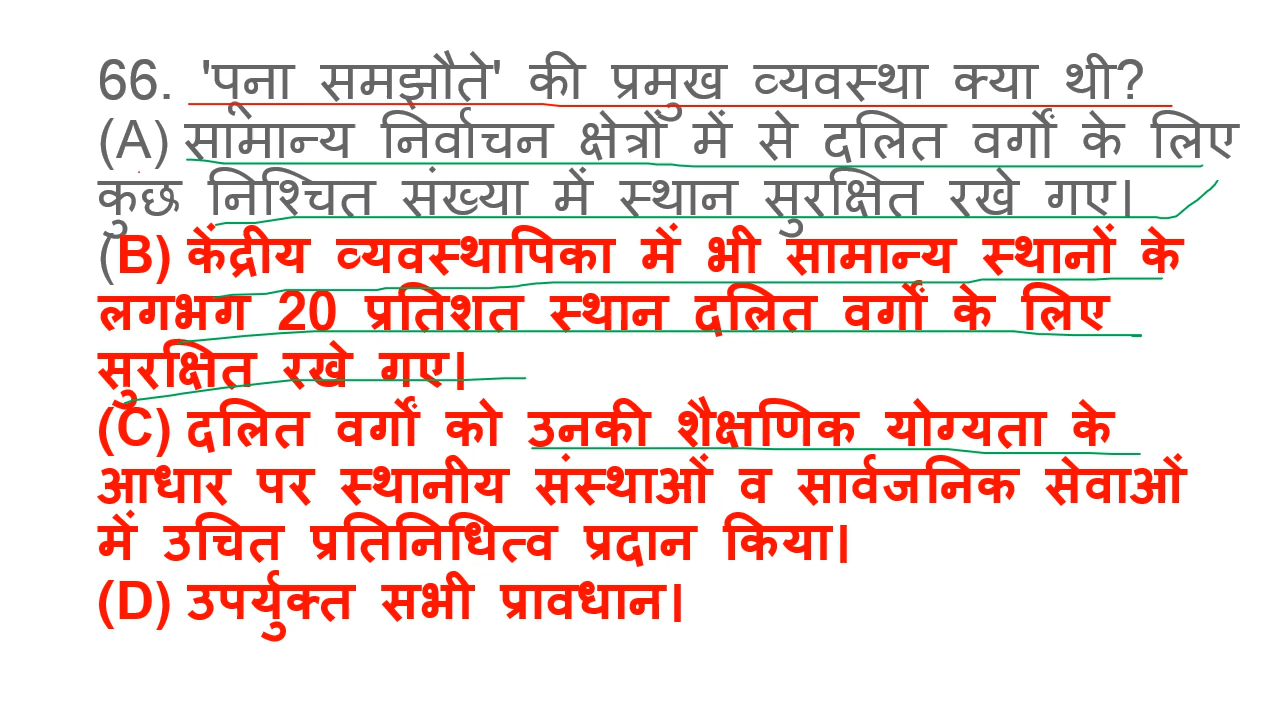 66. 'पूना समझौते' की प्रमुख व्यवस्था क्या थी?
(A) सामान्य निर्वाचन क्षेत्रों में से दलित वर्गों के लिए
कुछ निश्चित संख्या में स्थान सुरक्षित रखे गए।
(B) केंद्रीय व्यवस्थापिका में भी सामान्य स्थानों के
लगभग 20 प्रतिशत स्थान दलित वर्गों के लिए
सुरक्षित रखे गए।
(C) दलित वर्गों को उनकी शैक्षणिक योग्यता के
आधार पर स्थानीय संस्थाओं व सार्वजनिक सेवाओं
में उचित प्रतिनिधित्व प्रदान किया।
(D) उपर्युक्त सभी प्रावधान।